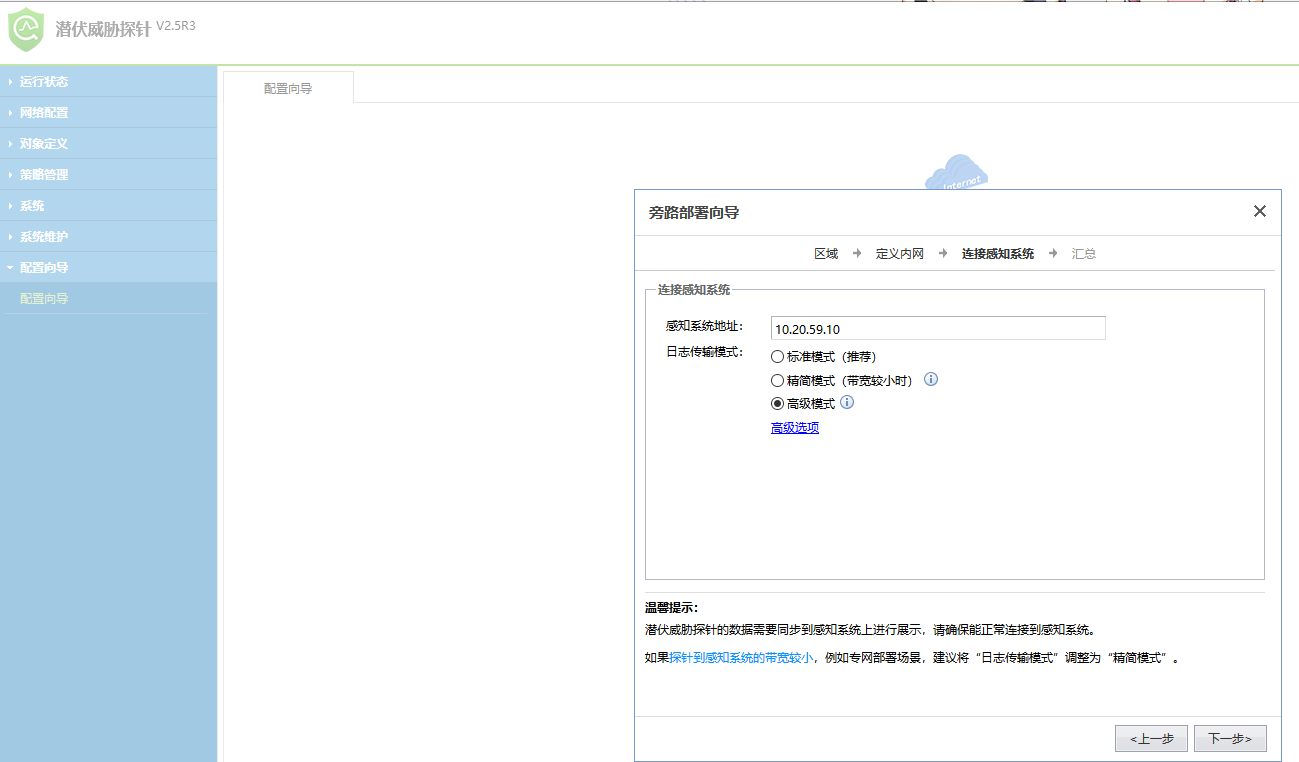 潜伏威胁探针 V2.5R3
运行状态
网络配置
对象定义
策略管理
系统
系统维护
配置向导
配置向导
配置向导
Internet
旁路部署向导
区域 → 定义内网 → 连接感知系统 → 汇总
连接感知系统
感知系统地址： 10.20.59.10
日志传输模式： 标准模式（推荐）
精简模式（带宽较小时）
高级模式
高级选项
温馨提示：
潜伏威胁探针的数据需要同步到感知系统上进行展示，请确保能正常连接到感知系统。
如果探针到感知系统的带宽较小，例如专网部署场景，建议将“日志传输模式”调整为“精简模式”。
<上一步 下一步>